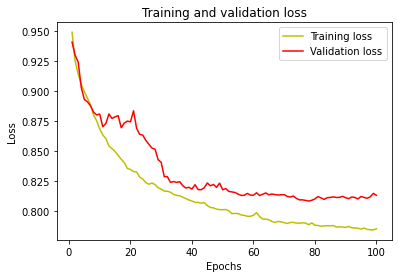 Training and validation loss
Training loss
Validation loss
0.950
0.925
0.900
0.875
0.850
0.825
0.800
Loss
0
20
40
60
80
100
Epochs